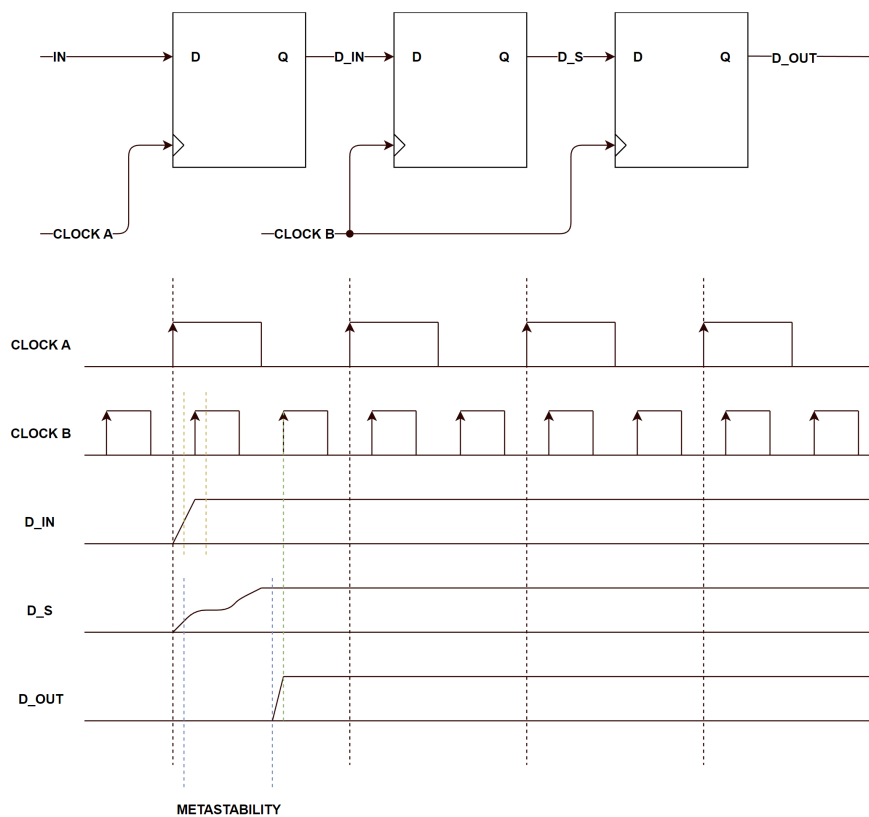 IN
D
Q
D_IN
D
Q
D_S
D
Q
D_OUT
CLOCK A
CLOCK B
CLOCK A
CLOCK B
D_IN
D_S
D_OUT
METASTABILITY